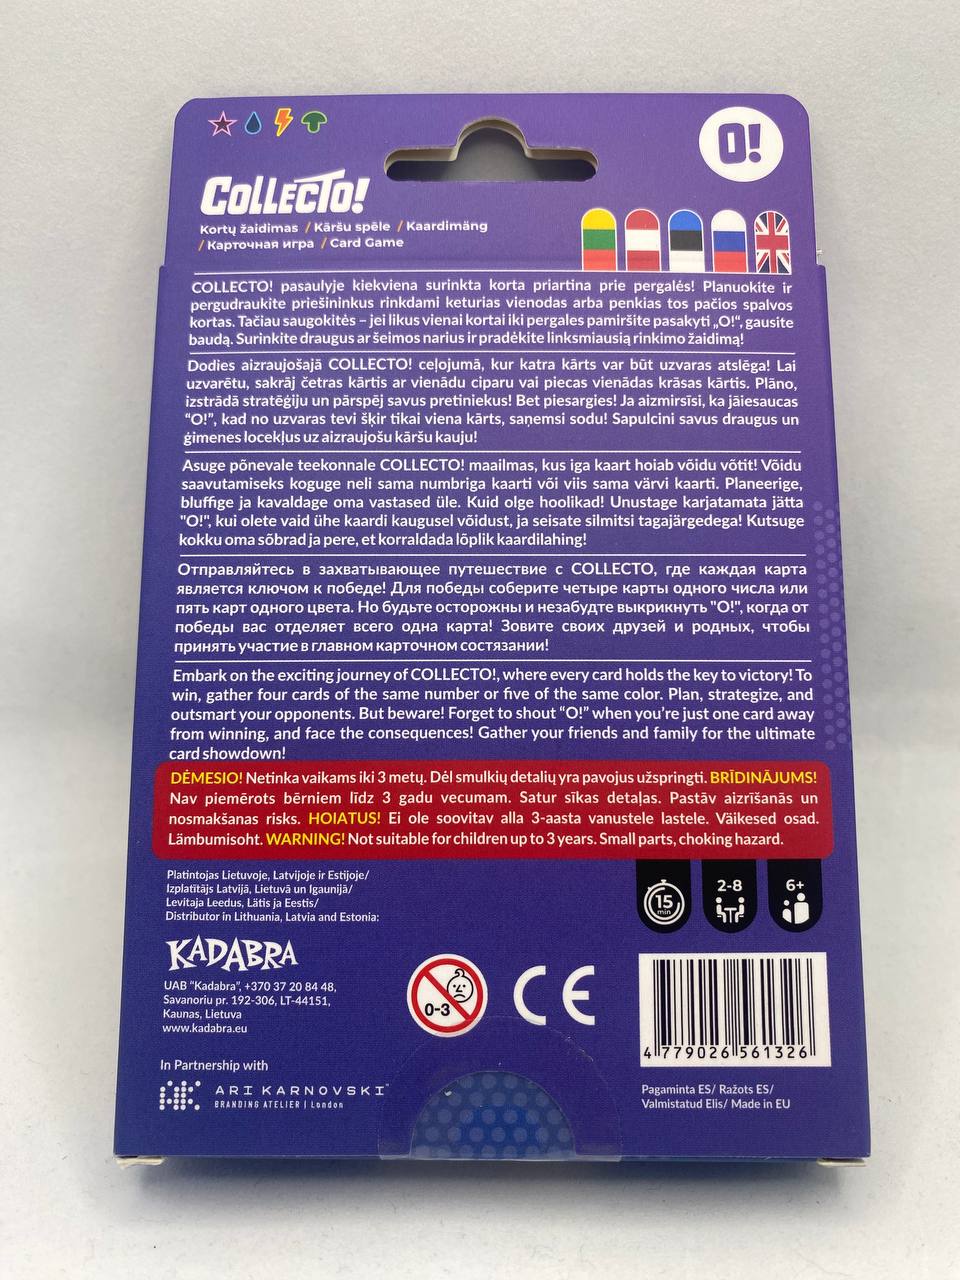 O!
COLLECTO!
Kortų žaidimas / Kāršu spēle / Kaardimäng
/ Карточная игра / Card Game
COLLECTO! pasaulyje kiekviena surinkta korta priartina prie pergalės! Planuokite ir
pergudraukite priešininkus rinkdami keturias vienodas arba penkias tos pačios spalvos
kortas. Tačiau saugokitės – jei likus vienai kortai iki pergales pamiršite pasakyti „O!“, gausite
baudą. Surinkite draugus ar šeimos narius ir pradėkite linksmiausią rinkimo žaidimą!
Dodies aizraujošajā COLLECTO! ceļojumā, kur katra kārts var būt uzvaras atslēga! Lai
uzvarētu, sakrāj četras kārtis ar vienādu ciparu vai piecas vienādas krāsas kārtis. Plāno,
izstrādā stratēģiju un pārspēj savus pretiniekus! Bet piesargies! Ja aizmirsīsi, ka jāiesaucas
“O!”, kad no uzvaras tevi šķir tikai viena kārts, saņemsi sodu! Sapulcini savus draugus un
ģimenes locekļus uz aizraujošu kāršu kauju!
Asuge põnevale teekonnale COLLECTO! maailmas, kus iga kaart hoiab võidu võtit! Võidu
saavutamiseks koguge neli sama numbriga kaarti või viis sama värvi kaarti. Planeerige,
bluffige ja kavaldage oma vastased üle. Kuid olge hoolikad! Unustage karjatamata jätta
"O!", kui olete vaid ühe kaardi kaugusel võidust, ja seisate silmitsi tagajärgedega! Kutsuge
kokku oma sõbrad ja pere, et korraldada lõplik kaardilahing!
Отправляйтесь в захватывающее путешествие с COLLECTO, где каждая карта
является ключом к победе! Для победы соберите четыре карты одного числа или
пять карт одного цвета. Но будьте осторожны и незабудте выкрикнуть "О!", когда от
победы вас отделяет всего одна карта! Зовите своих друзей и родных, чтобы
принять участие в главном карточном состязании!
Embark on the exciting journey of COLLECTO!, where every card holds the key to victory! To
win, gather four cards of the same number or five of the same color. Plan, strategize, and
outsmart your opponents. But beware! Forget to shout “O!” when you’re just one card away
from winning, and face the consequences! Gather your friends and family for the ultimate
card showdown!
DĖMESIO! Netinka vaikams iki 3 metų. Dėl smulkių detalių yra pavojus užspringti. BRĪDINĀJUMS!
Nav piemērots bērniem līdz 3 gadu vecumam. Satur sīkas detaļas. Pastāv aizrīšanās un
nosmakšanas risks. HOIATUS! Ei ole soovitav alla 3-aasta vanustele lastele. Väikesed osad.
Lämbumisoht. WARNING! Not suitable for children up to 3 years. Small parts, choking hazard.
Platintojas Lietuvoje, Latvijoje ir Estijoje/
Izplatītājs Latvijā, Lietuvā un Igaunijā/
Levitaja Leedus, Lätis ja Eestis/
Distributor in Lithuania, Latvia and Estonia:
15 min
2-8
6+
KADABRA
UAB “Kadabra”, +370 37 20 84 48,
Savanoriu pr. 192-306, LT-44151,
Kaunas, Lietuva
www.kadabra.eu
0-3
CE
4 779026 561326
In Partnership with
ARI KARNOVSKI™
BRANDING ATELIER | London
Pagaminta ES/ Ražots ES/
Valmistatud Elis/ Made in EU